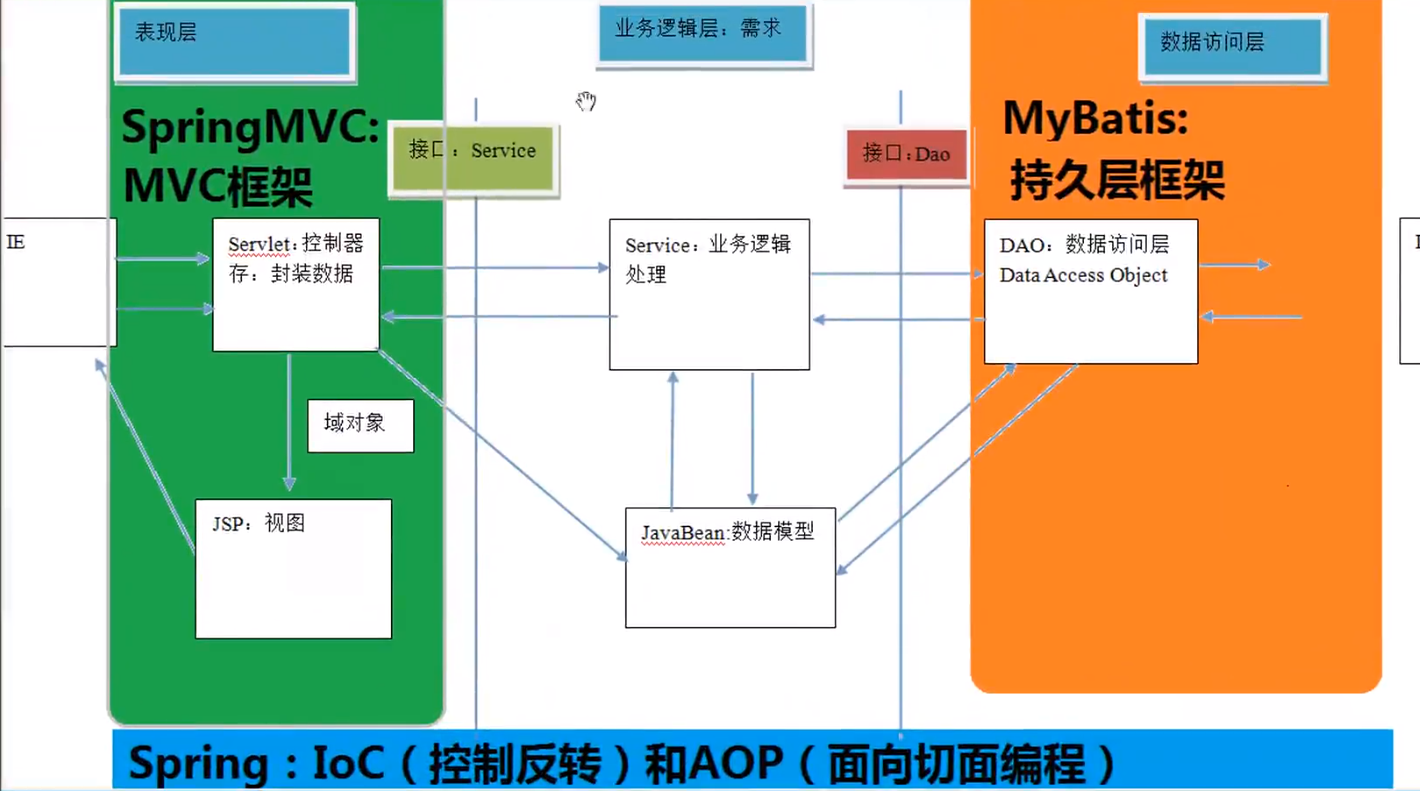 表现层
业务逻辑层：需求
数据访问层
SpringMVC:
MVC框架
接口：Service
接口：Dao
MyBatis:
持久层框架
IE
Servlet：控制器
存：封装数据
Service：业务逻辑
处理
DAO：数据访问层
Data Access Object
域对象
JSP：视图
JavaBean:数据模型
Spring：IoC（控制反转）和AOP（面向切面编程）